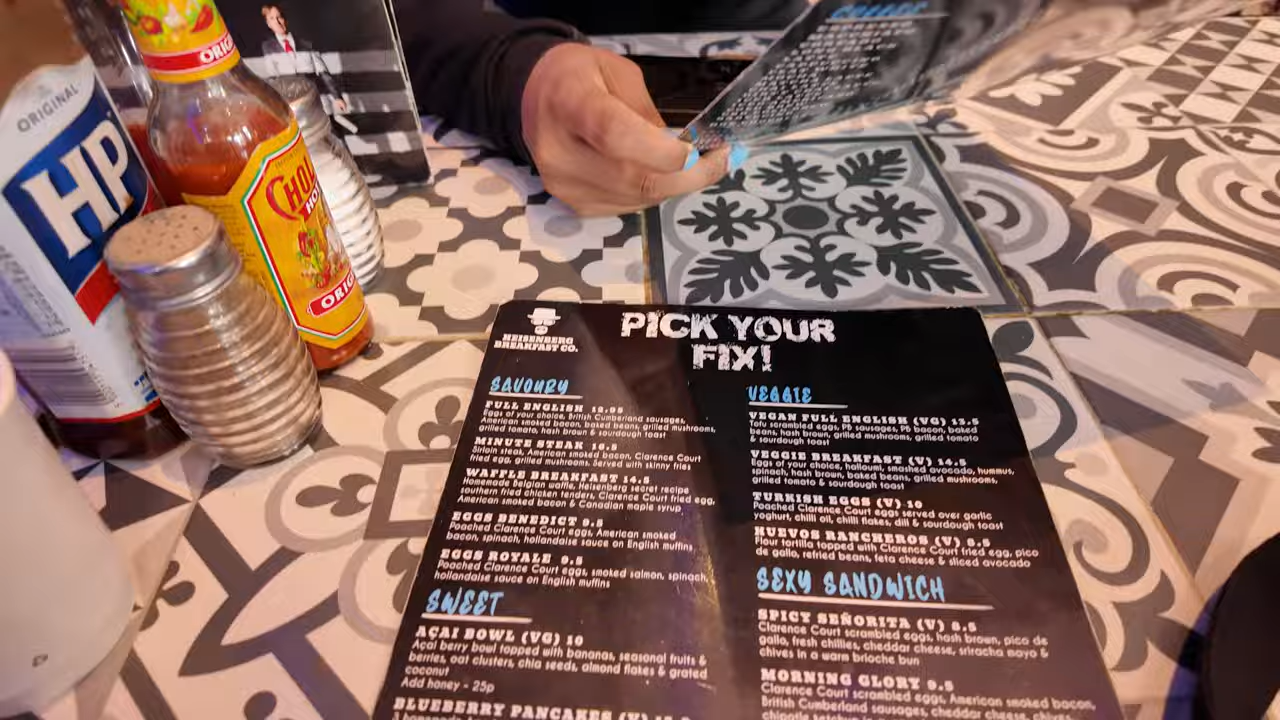 ORIGINAL
HP
ORIG
CHOL
HO
ORIG
HEISENBERG
BREAKFAST CO.
PICK YOUR
FIX!
SAVOURY
FULL ENGLISH 12.95
Eggs of your choice, British Cumberland sausages,
American smoked bacon, baked beans, grilled mushrooms,
grilled tomato, hash brown & sourdough toast
MINUTE STEAK 16.5
Sirloin steak, American smoked bacon, Clarence Court
fried egg, grilled mushrooms. Served with skinny fries
WAFFLE BREAKFAST 14.5
Homemade Belgian waffle, Heisenberg secret recipe
southern fried chicken tenders, Clarence Court fried egg,
American smoked bacon & Canadian maple syrup
EGGS BENEDICT 9.5
Poached Clarence Court eggs, American smoked
bacon, spinach, hollandaise sauce on English muffins
EGGS ROYALE 9.5
Poached Clarence Court eggs, smoked salmon, spinach,
hollandaise sauce on English muffins
SWEET
AÇAI BOWL (VG) 10
Açai berry bowl topped with bananas, seasonal fruits &
berries, oat clusters, chia seeds, almond flakes & grated
coconut
Add honey - 25p
BLUEBERRY PANCAKES (V)
VEGGIE
VEGAN FULL ENGLISH (VG) 13.5
Tofu scrambled eggs, PB sausages, PB bacon, baked
beans, hash brown, grilled mushrooms, grilled tomato
& sourdough toast
VEGGIE BREAKFAST (V) 14.5
Eggs of your choice, halloumi, smashed avocado, hummus,
spinach, hash brown, baked beans, grilled mushrooms,
grilled tomato & sourdough toast
TURKISH EGGS (V) 10
Poached Clarence Court eggs served over garlic
yoghurt, chilli oil, chilli flakes, dill & sourdough toast
HUEVOS RANCHEROS (V) 8.5
Flour tortilla topped with Clarence Court fried egg, pico
de gallo, refried beans, feta cheese & sliced avocado
SEXY SANDWICH
SPICY SEÑORITA (V) 8.5
Clarence Court scrambled eggs, hash brown, pico de
gallo, fresh chillies, cheddar cheese, sriracha mayo &
chives in a warm brioche bun
MORNING GLORY 9.5
Clarence Court scrambled eggs, American smoked bacon,
British Cumberland sausages, cheddar cheese, chives,